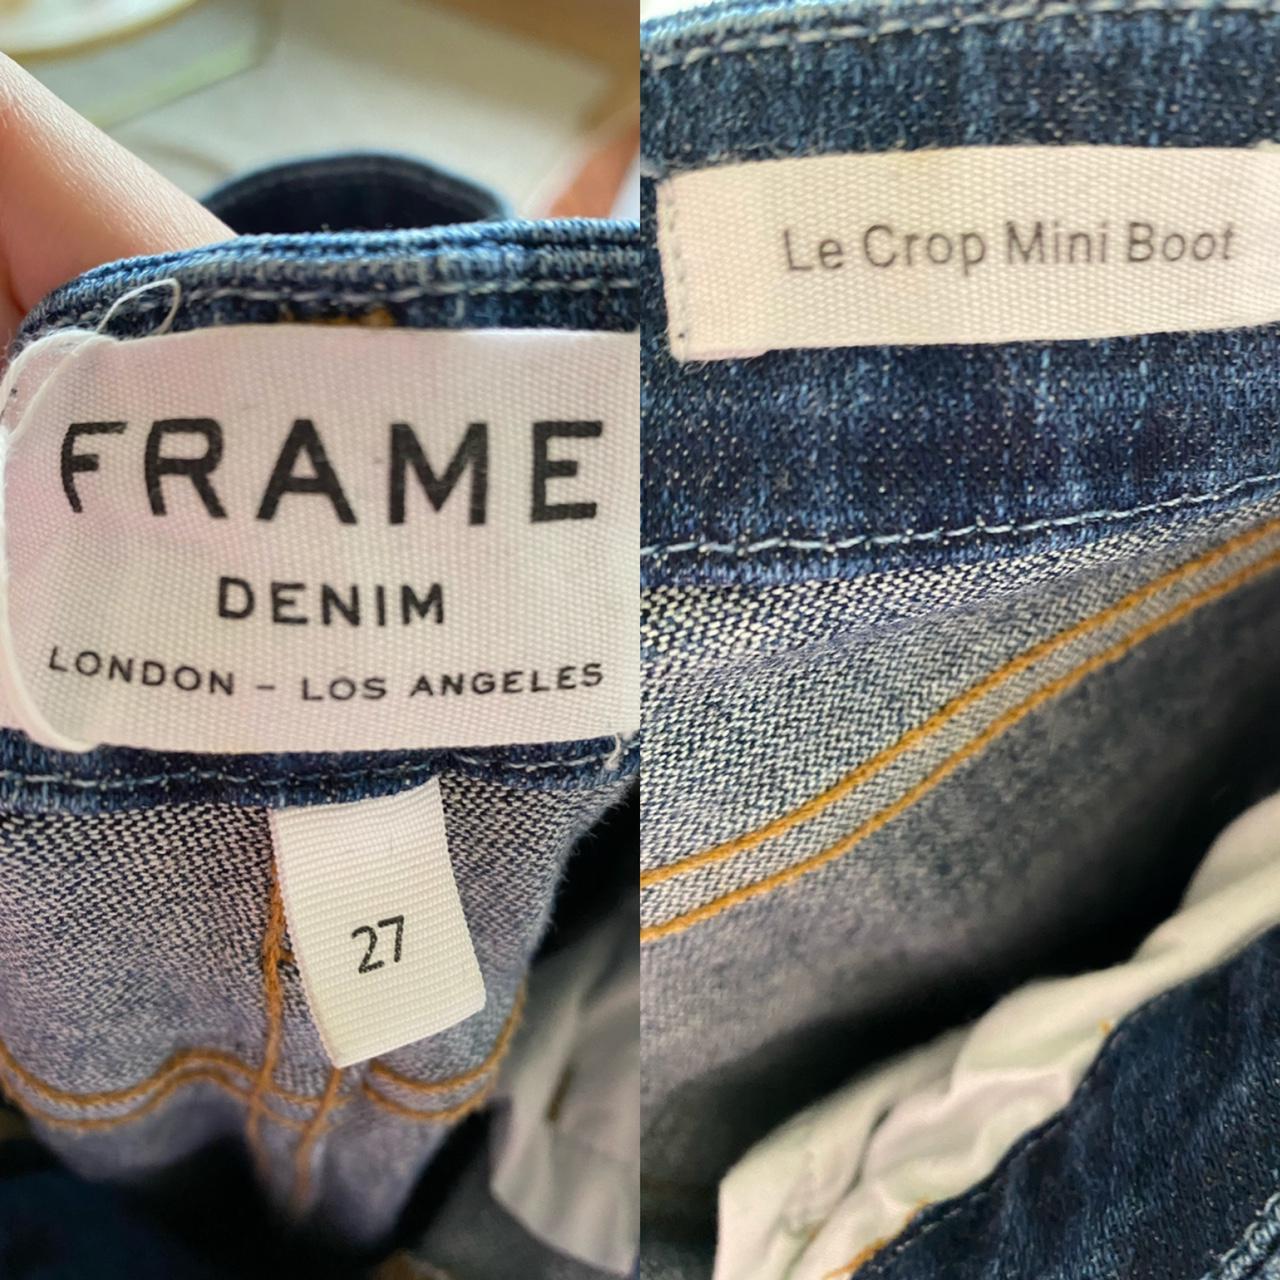 FRAME
DENIM
LONDON – LOS ANGELES
27
Le Crop Mini Boot